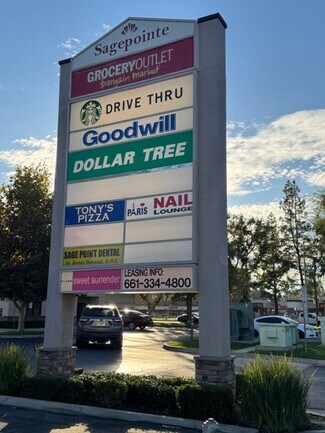 Sagepointe
GROCERY OUTLET
bargain market
DRIVE THRU
Goodwill
DOLLAR TREE
TONY'S
PIZZA
PARIS NAIL
LOUNGE
SAGE POINT DENTAL
sweet surrender
LEASING INFO:
661-334-4800